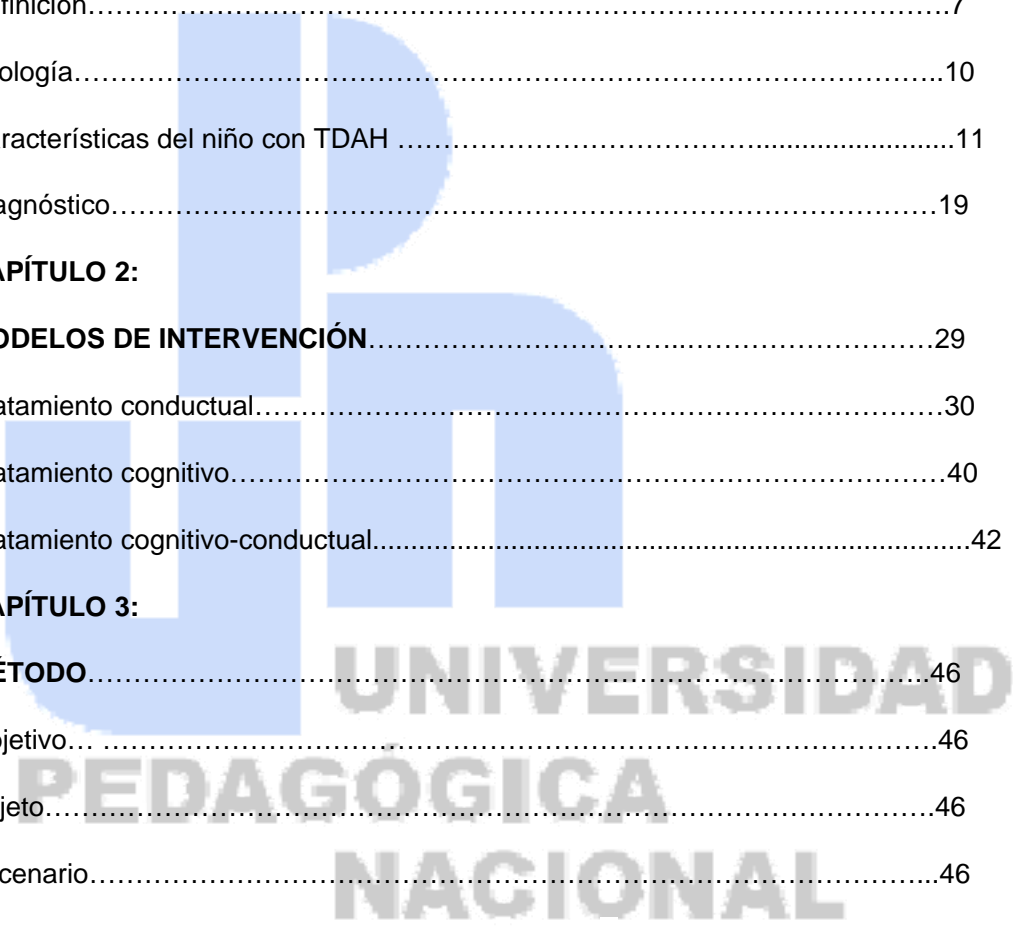 finición……………………………………………………………………………….7
ología………………………………………………………………………………..10
racterísticas del niño con TDAH ……………………………….........................11
agnóstico……………………………………………………………………………19
APÍTULO 2:
ODELOS DE INTERVENCIÓN…………………………..……………………29
atamiento conductual………………………………………………………………30
atamiento cognitivo…………………………………………………………………40
atamiento cognitivo-conductual..............................................................................42
APÍTULO 3:
ÉTODO……………………………………………………………………………..46
jetivo… …………………………………………………………………………….46
UNIVERSIDAD
jeto………………………………………………………………………………….46
PEDAGÓGICA
cenario……………………………………………………………………………...46
NACIONAL